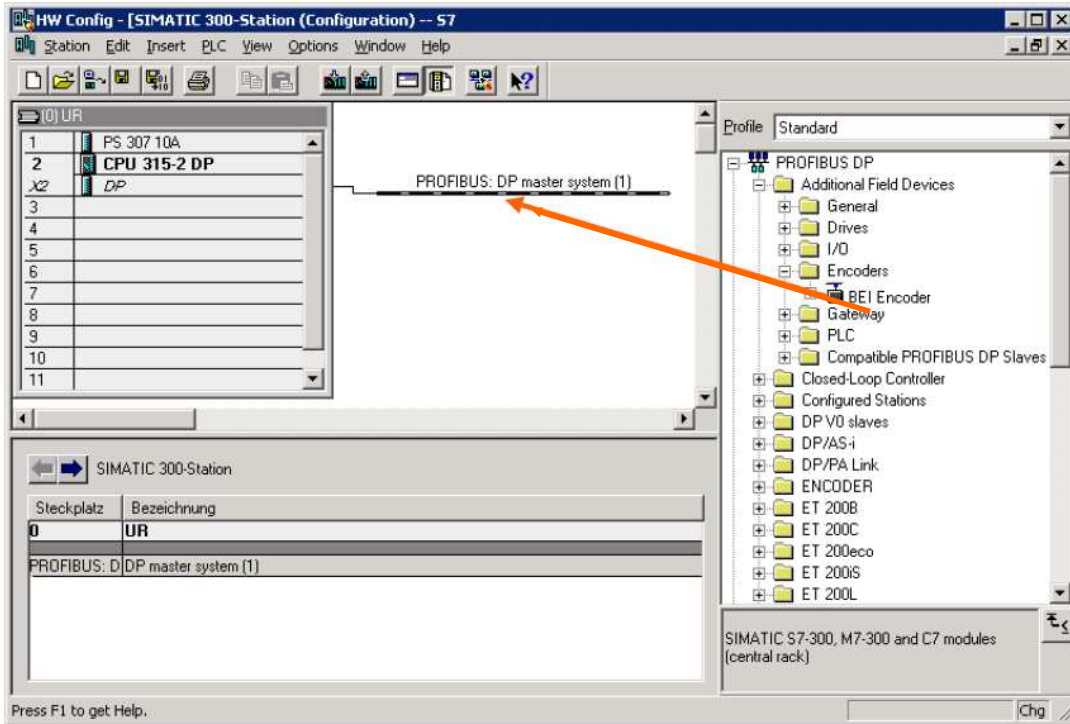 HW Config - [SIMATIC 300-Station (Configuration) -- S7
Station Edit Insert PLC View Options Window Help
(0) UR
1 PS 307 10A
2 CPU 315-2 DP
X2 DP
3
4
5
6
7
8
9
10
11
PROFIBUS: DP master system (1)
Profile Standard
PROFIBUS DP
Additional Field Devices
General
Drives
I/O
Encoders
BEI Encoder
Gateway
PLC
Compatible PROFIBUS DP Slaves
Closed-Loop Controller
Configured Stations
DP V0 slaves
DP/AS-i
DP/PA Link
ENCODER
ET 200B
ET 200C
ET 200eco
ET 200iS
ET 200L
SIMATIC 300-Station
Steckplatz Bezeichnung
0 UR
PROFIBUS: D DP master system (1)
SIMATIC S7-300, M7-300 and C7 modules
(central rack)
Press F1 to get Help.
Chg